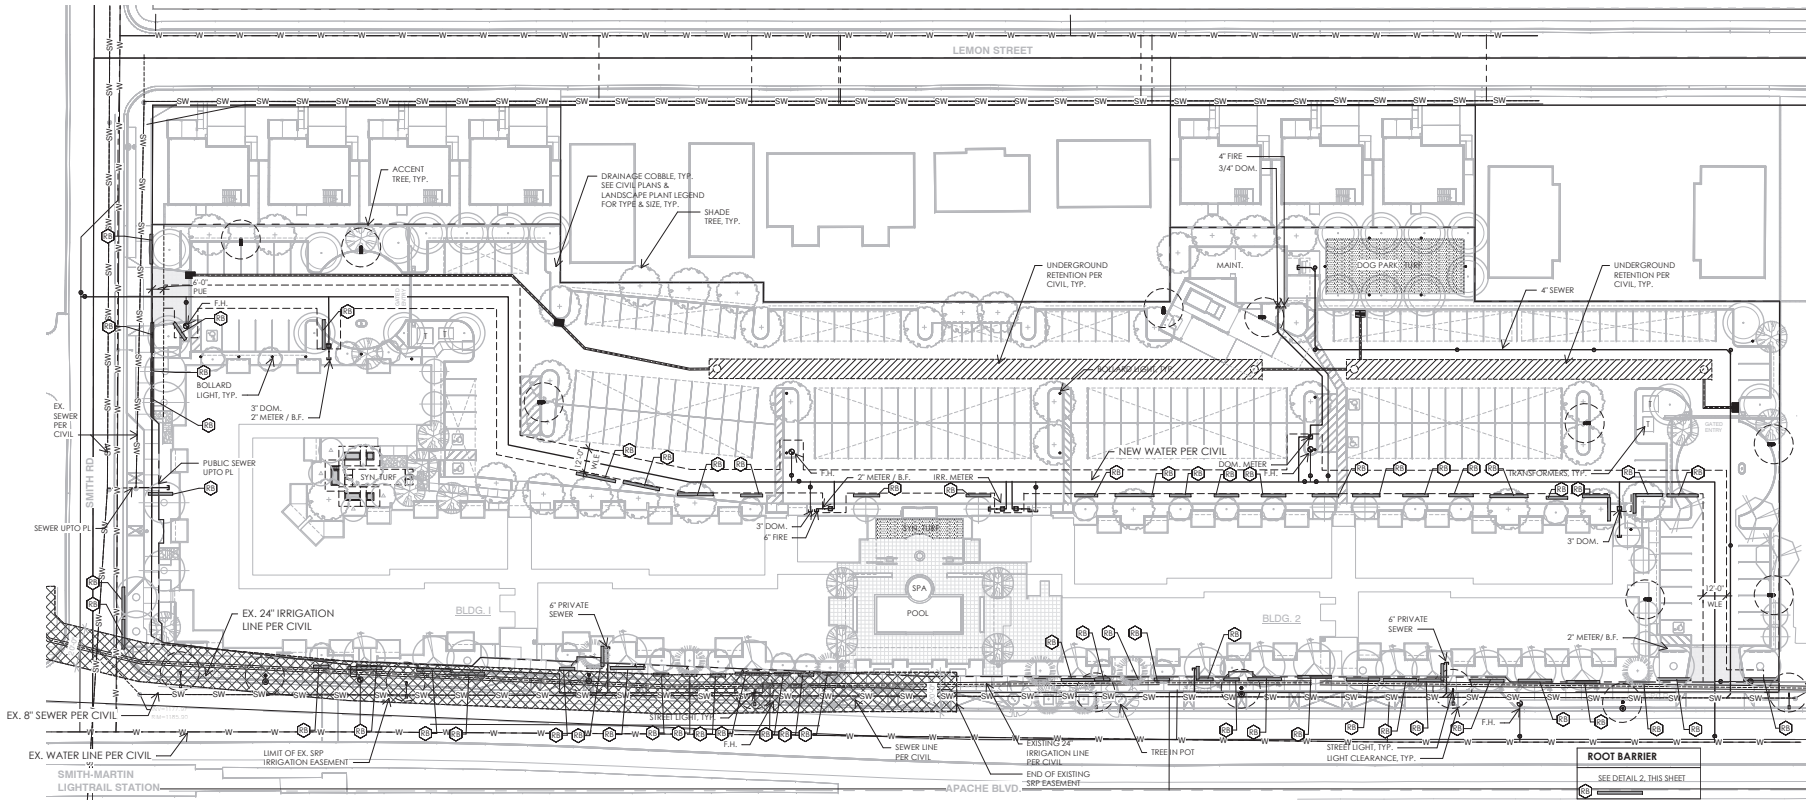 LEMON STREET
ACCENT
TREE, TYP.
DRAINAGE COBBLE, TYP.
SEE CIVIL PLANS &
LANDSCAPE PLANT LEGEND
FOR TYPE & SIZE, TYP.
SHADE
TREE, TYP.
4" FIRE
3/4" DOM.
MAINT.
DOG PARK TURF
UNDERGROUND
RETENTION PER
CIVIL, TYP.
4" SEWER
UNDERGROUND
RETENTION PER
CIVIL, TYP.
6'-0"
PUE
F.H.
BOLLARD
LIGHT, TYP.
3" DOM.
2" METER / B.F.
BOLLARD LIGHT, TYP.
EX.
SEWER
PER
CIVIL
SMITH RD
PUBLIC SEWER
UPTO PL
SEWER UPTO PL
SYN. TURF
12'-0"
WLE
F.H.
2" METER / B.F.
IRR. METER
NEW WATER PER CIVIL
DOM. METER
F.H.
TRANSFORMERS, TYP.
GATED
ENTRY
3" DOM.
6" FIRE
SYN. TURF
SPA
POOL
3" DOM.
12'-0"
WLE
2" METER/ B.F.
BLDG. 1
BLDG. 2
6" PRIVATE
SEWER
6" PRIVATE
SEWER
EX. 24" IRRIGATION
LINE PER CIVIL
EX. 8" SEWER PER CIVIL
EX. WATER LINE PER CIVIL
LIMIT OF EX. SRP
IRRIGATION EASEMENT
STREET LIGHT, TYP.
F.H.
SEWER LINE
PER CIVIL
EXISTING 24"
IRRIGATION LINE
PER CIVIL
END OF EXISTING
SRP EASEMENT
TREE IN POT
STREET LIGHT, TYP.
LIGHT CLEARANCE, TYP.
F.H.
SMITH-MARTIN
LIGHTRAIL STATION
APACHE BLVD.
ROOT BARRIER
SEE DETAIL 2, THIS SHEET
RB